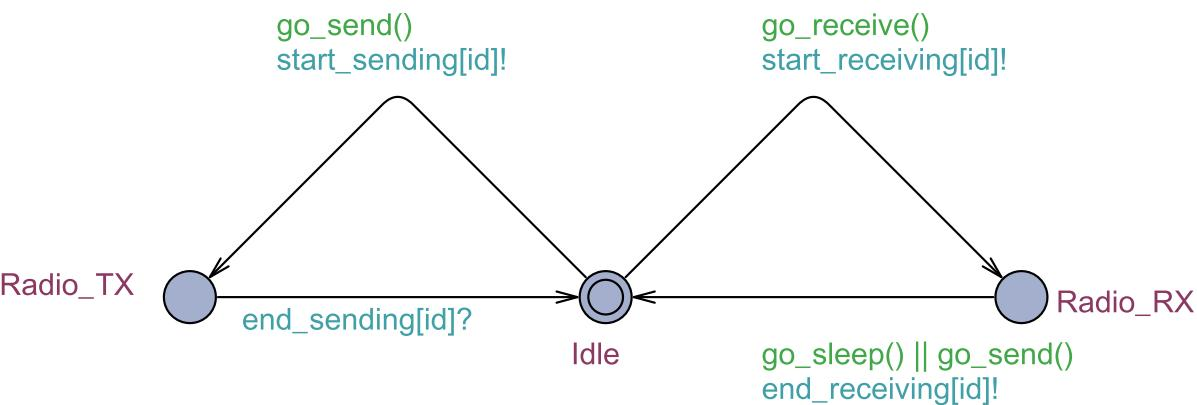 go_send()
start_sending[id]!
go_receive()
start_receiving[id]!
Radio_TX
end_sending[id]?
Idle
Radio_RX
go_sleep() || go_send()
end_receiving[id]!